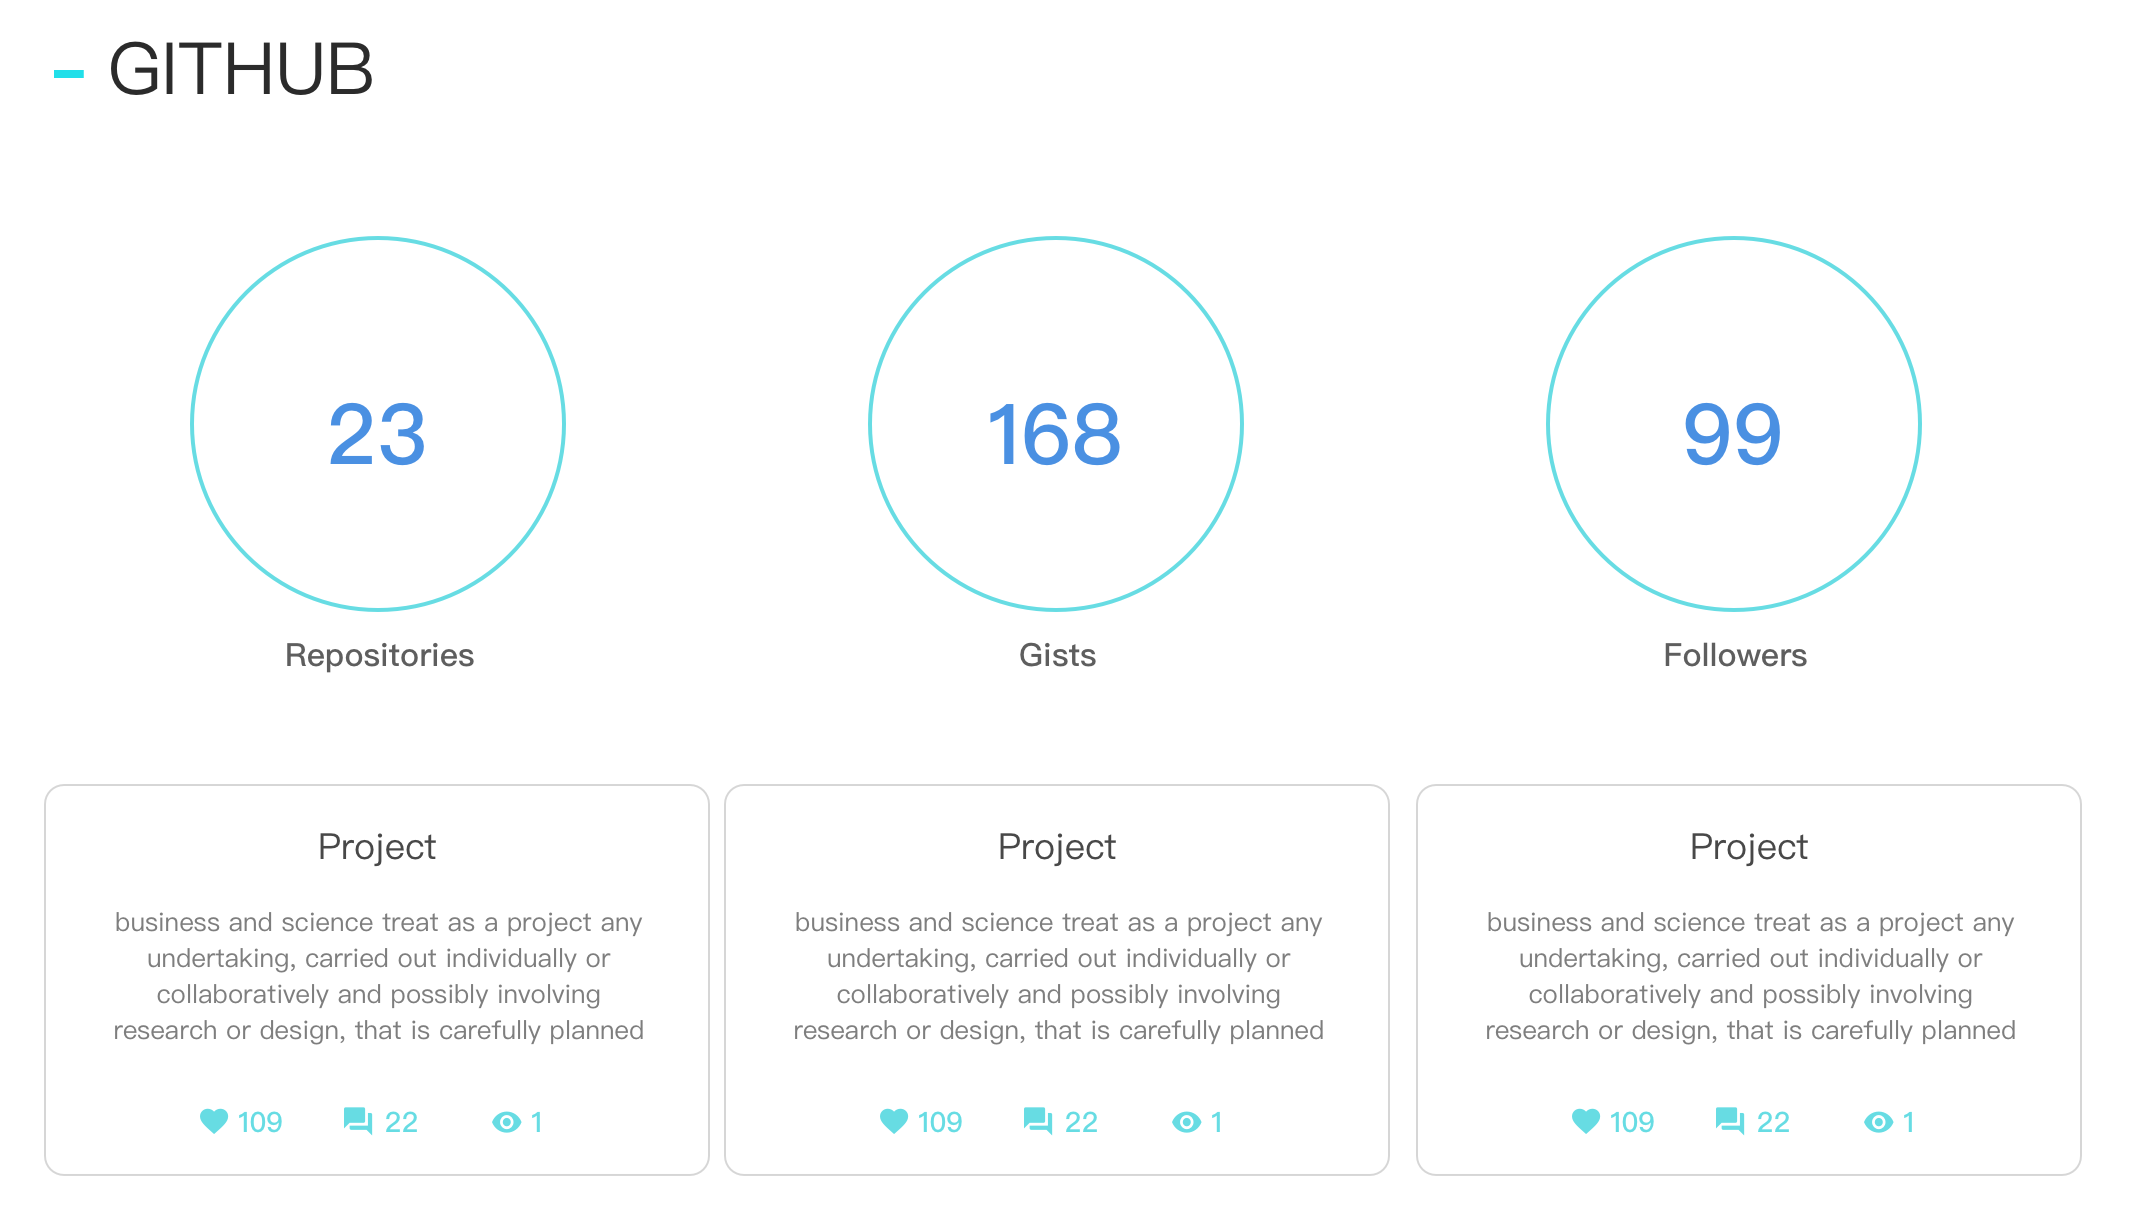 GITHUB
23
168
99
Repositories
Gists
Followers
Project
business and science treat as a project any
undertaking, carried out individually or
collaboratively and possibly involving
research or design, that is carefully planned
109 22 1
Project
business and science treat as a project any
undertaking, carried out individually or
collaboratively and possibly involving
research or design, that is carefully planned
109 22 1
Project
business and science treat as a project any
undertaking, carried out individually or
collaboratively and possibly involving
research or design, that is carefully planned
109 22 1